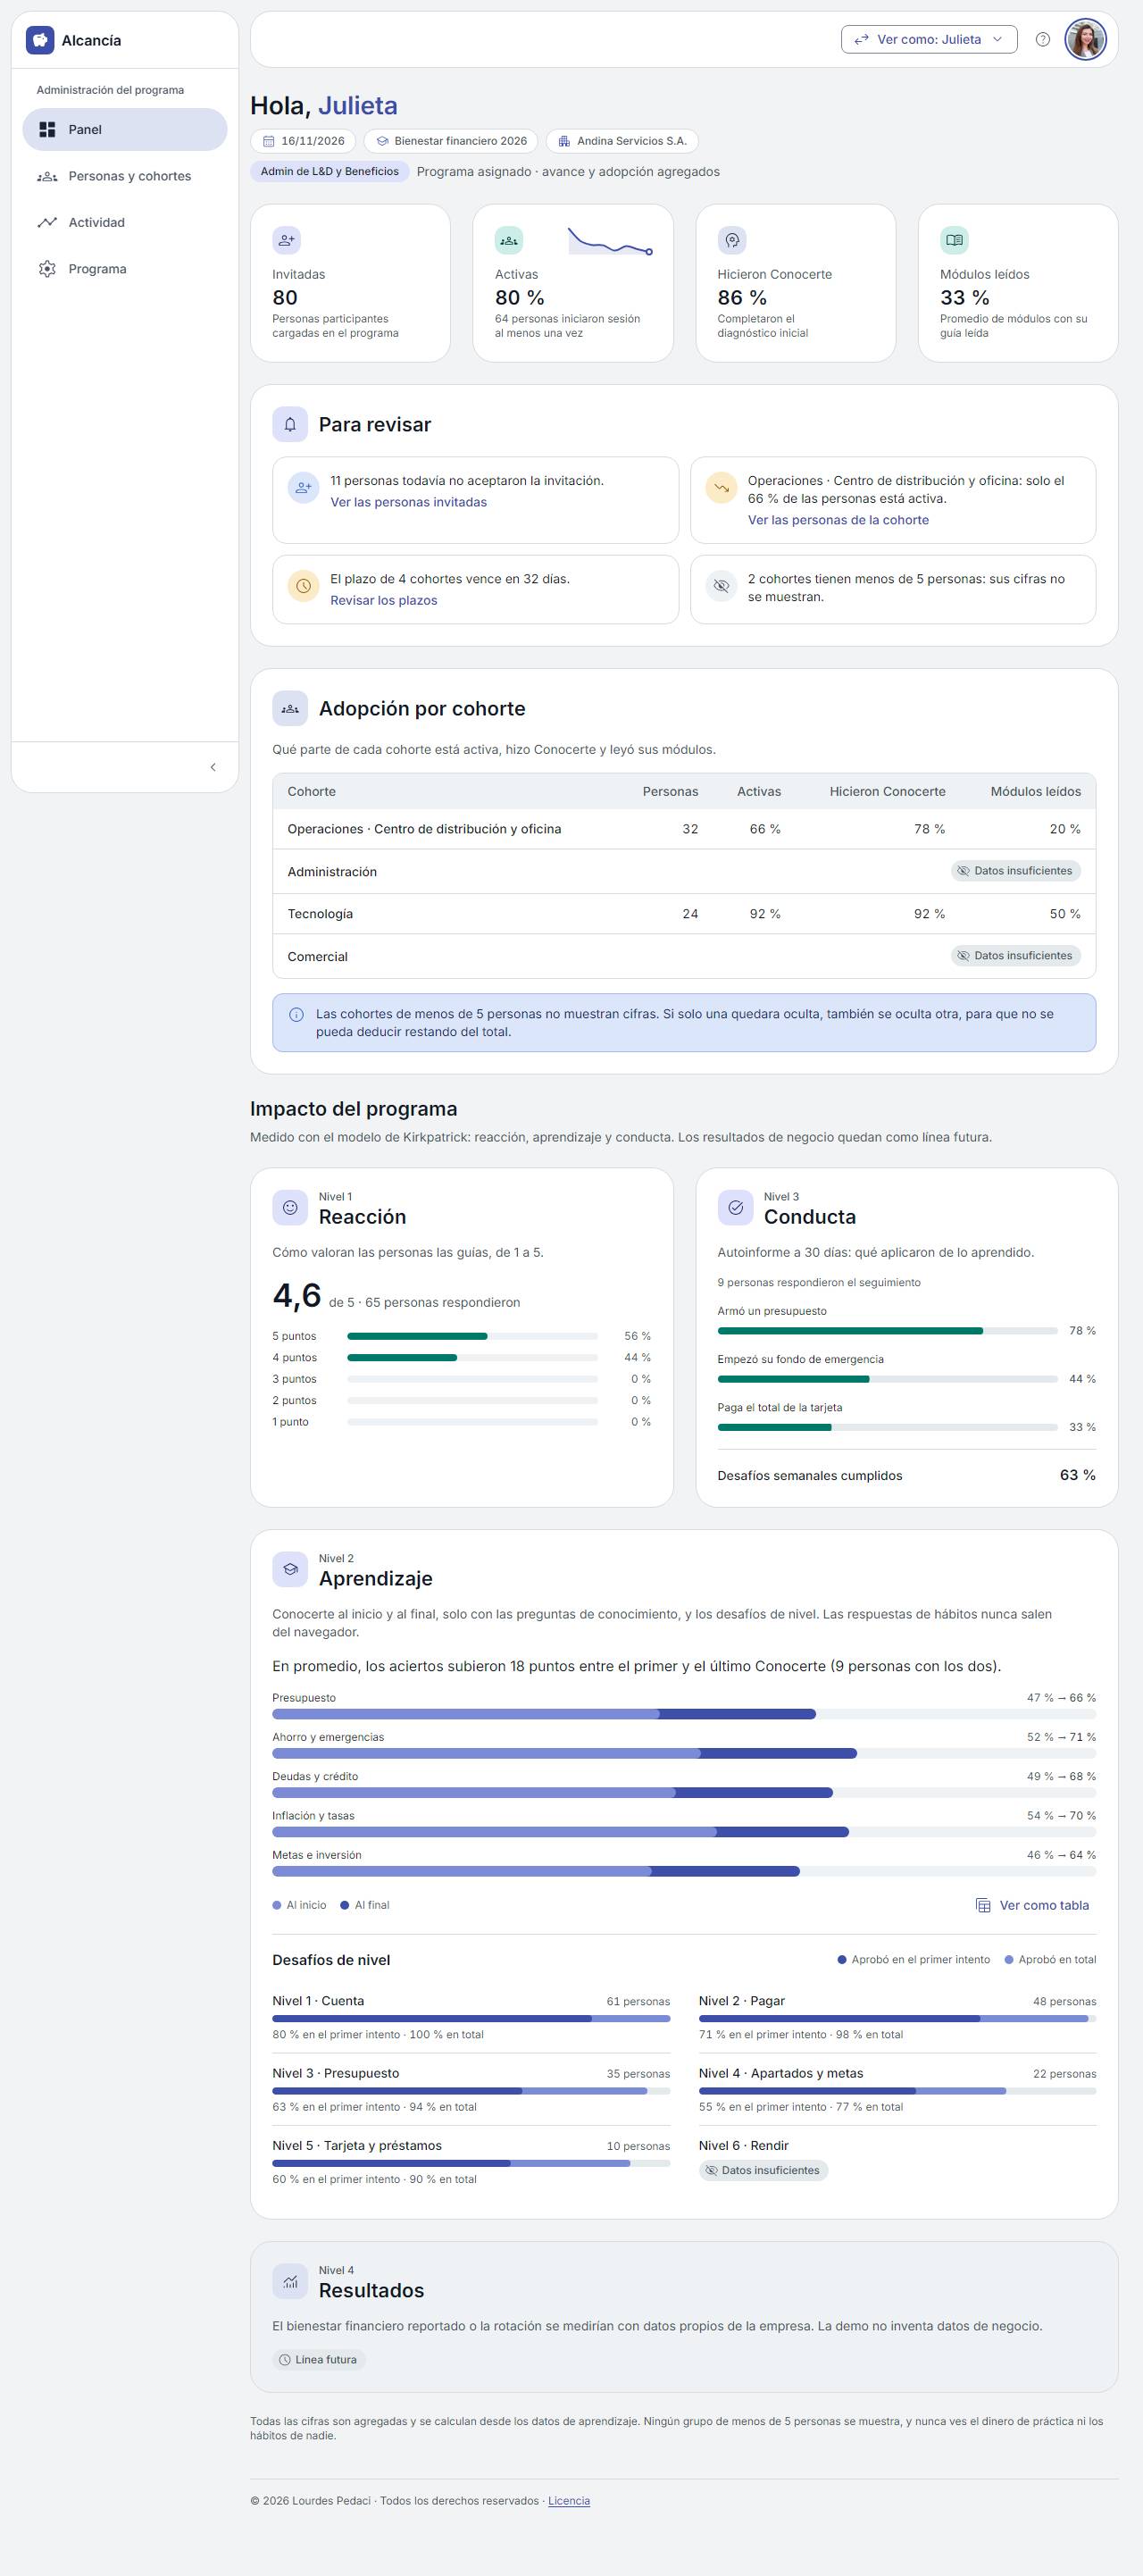 Alcancía
Administración del programa
Panel
Personas y cohortes
Actividad
Programa
Ver como: Julieta
Hola, Julieta
16/11/2026
Bienestar financiero 2026
Andina Servicios S.A.
Admin de L&D y Beneficios
Programa asignado · avance y adopción agregados
Invitadas
80
Personas participantes
cargadas en el programa
Activas
80 %
64 personas iniciaron sesión
al menos una vez
Hicieron Conocerte
86 %
Completaron el
diagnóstico inicial
Módulos leídos
33 %
Promedio de módulos con su
guía leída
Para revisar
11 personas todavía no aceptaron la invitación.
Ver las personas invitadas
Operaciones · Centro de distribución y oficina: solo el
66 % de las personas está activa.
Ver las personas de la cohorte
El plazo de 4 cohortes vence en 32 días.
Revisar los plazos
2 cohortes tienen menos de 5 personas: sus cifras no
se muestran.
Adopción por cohorte
Qué parte de cada cohorte está activa, hizo Conocerte y leyó sus módulos.
Cohorte Personas Activas Hicieron Conocerte Módulos leídos
Operaciones · Centro de distribución y oficina 32 66 % 78 % 20 %
Administración Datos insuficientes
Tecnología 24 92 % 92 % 50 %
Comercial Datos insuficientes
Las cohortes de menos de 5 personas no muestran cifras. Si solo una quedara oculta, también se oculta otra, para que no se
pueda deducir restando del total.
Impacto del programa
Medido con el modelo de Kirkpatrick: reacción, aprendizaje y conducta. Los resultados de negocio quedan como línea futura.
Nivel 1
Reacción
Cómo valoran las personas las guías, de 1 a 5.
4,6 de 5 · 65 personas respondieron
5 puntos 56 %
4 puntos 44 %
3 puntos 0 %
2 puntos 0 %
1 punto 0 %
Nivel 3
Conducta
Autoinforme a 30 días: qué aplicaron de lo aprendido.
9 personas respondieron el seguimiento
Armó un presupuesto
78 %
Empezó su fondo de emergencia
44 %
Paga el total de la tarjeta
33 %
Desafíos semanales cumplidos 63 %
Nivel 2
Aprendizaje
Conocerte al inicio y al final, solo con las preguntas de conocimiento, y los desafíos de nivel. Las respuestas de hábitos nunca salen
del navegador.
En promedio, los aciertos subieron 18 puntos entre el primer y el último Conocerte (9 personas con los dos).
Presupuesto 47 % → 66 %
Ahorro y emergencias 52 % → 71 %
Deudas y crédito 49 % → 68 %
Inflación y tasas 54 % → 70 %
Metas e inversión 46 % → 64 %
Al inicio Al final
Ver como tabla
Desafíos de nivel
Aprobó en el primer intento Aprobó en total
Nivel 1 · Cuenta 61 personas
80 % en el primer intento · 100 % en total
Nivel 2 · Pagar 48 personas
71 % en el primer intento · 98 % en total
Nivel 3 · Presupuesto 35 personas
63 % en el primer intento · 94 % en total
Nivel 4 · Apartados y metas 22 personas
55 % en el primer intento · 77 % en total
Nivel 5 · Tarjeta y préstamos 10 personas
60 % en el primer intento · 90 % en total
Nivel 6 · Rendir
Datos insuficientes
Nivel 4
Resultados
El bienestar financiero reportado o la rotación se medirían con datos propios de la empresa. La demo no inventa datos de negocio.
Línea futura
Todas las cifras son agregadas y se calculan desde los datos de aprendizaje. Ningún grupo de menos de 5 personas se muestra, y nunca ves el dinero de práctica ni los
hábitos de nadie.
© 2026 Lourdes Pedaci · Todos los derechos reservados · Licencia